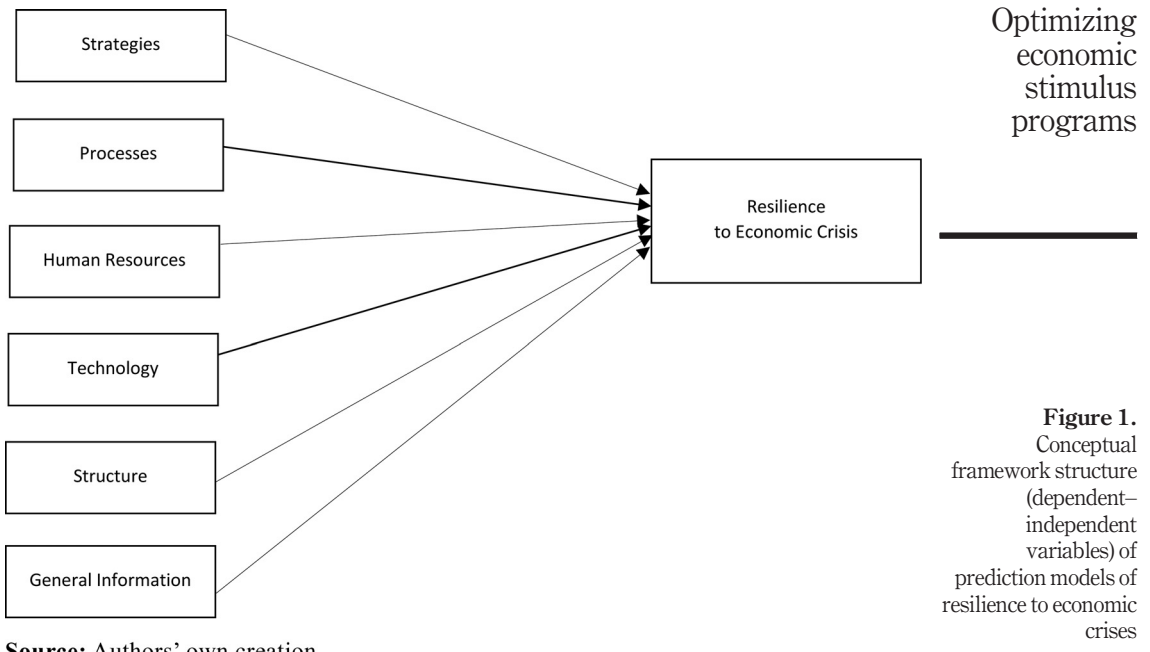 Strategies
Processes
Human Resources
Technology
Structure
General Information
Resilience
to Economic Crisis
Optimizing
economic
stimulus
programs
Figure 1.
Conceptual
framework structure
(dependent–
independent
variables) of
prediction models of
resilience to economic
crises
Source: Authors’ own creation